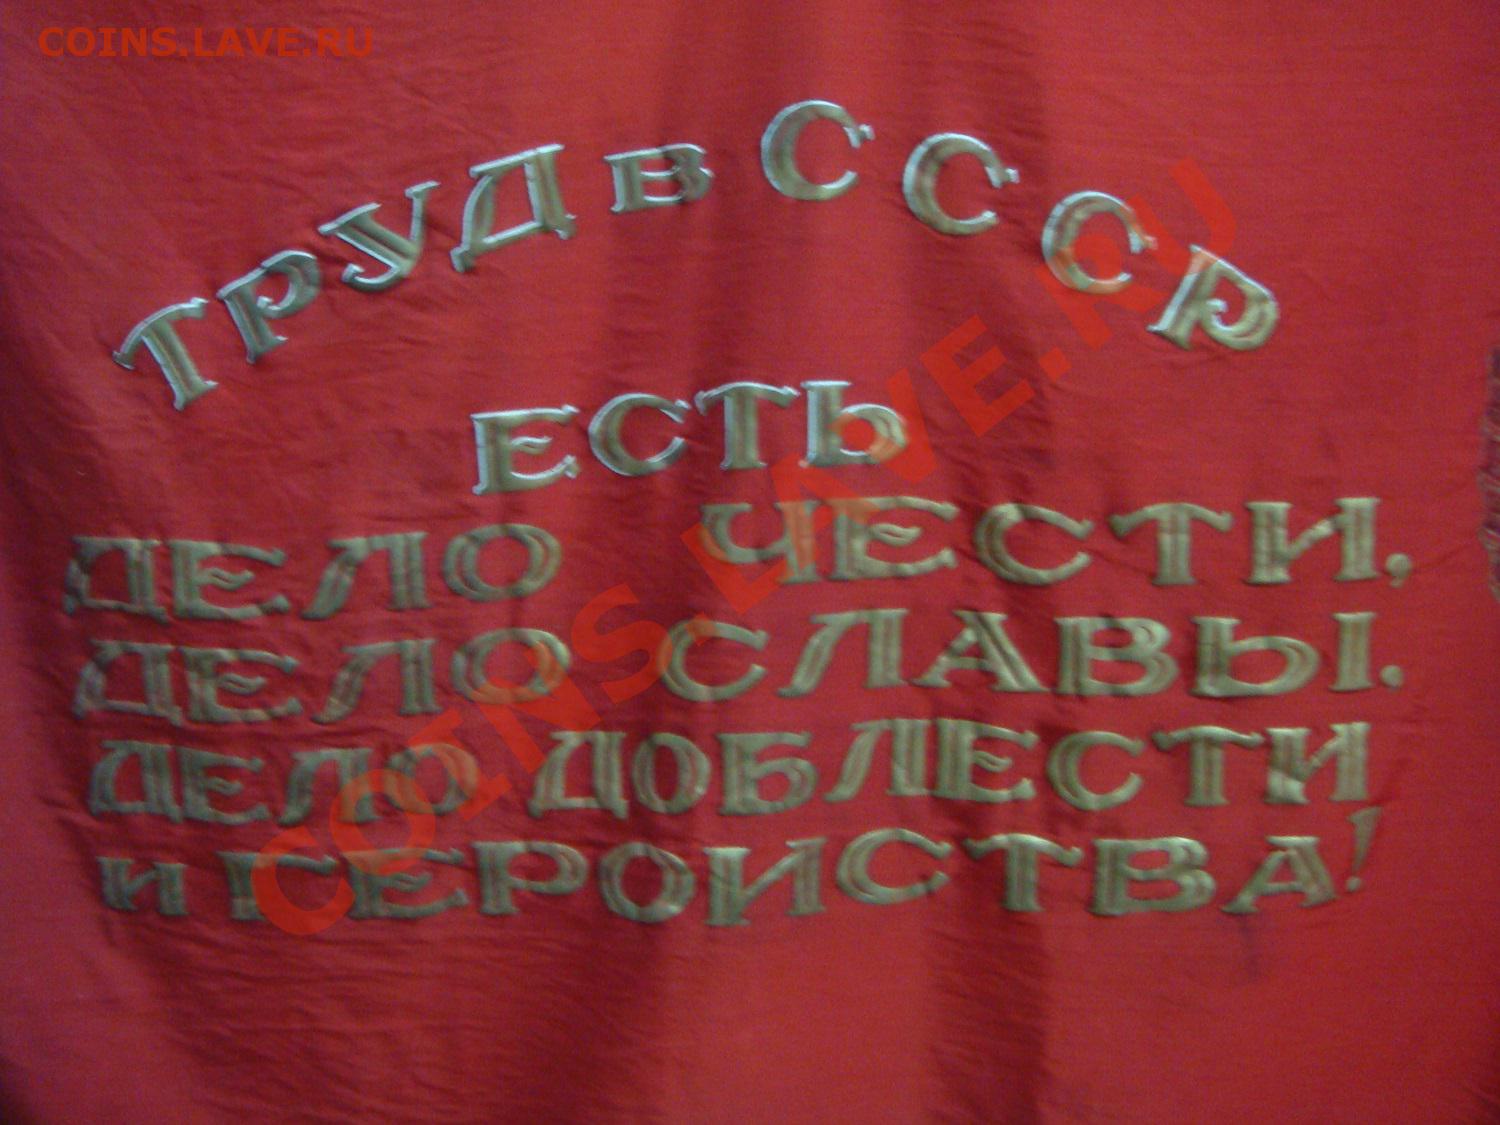 COINS.LAVE.RU
ТРУД в СССР
ЕСТЬ
ДЕЛО ЧЕСТИ,
ДЕЛО СЛАВЫ.
ДЕЛО ДОБЛЕСТИ
и ГЕРОИСТВА!
COINS.LAVE.RU